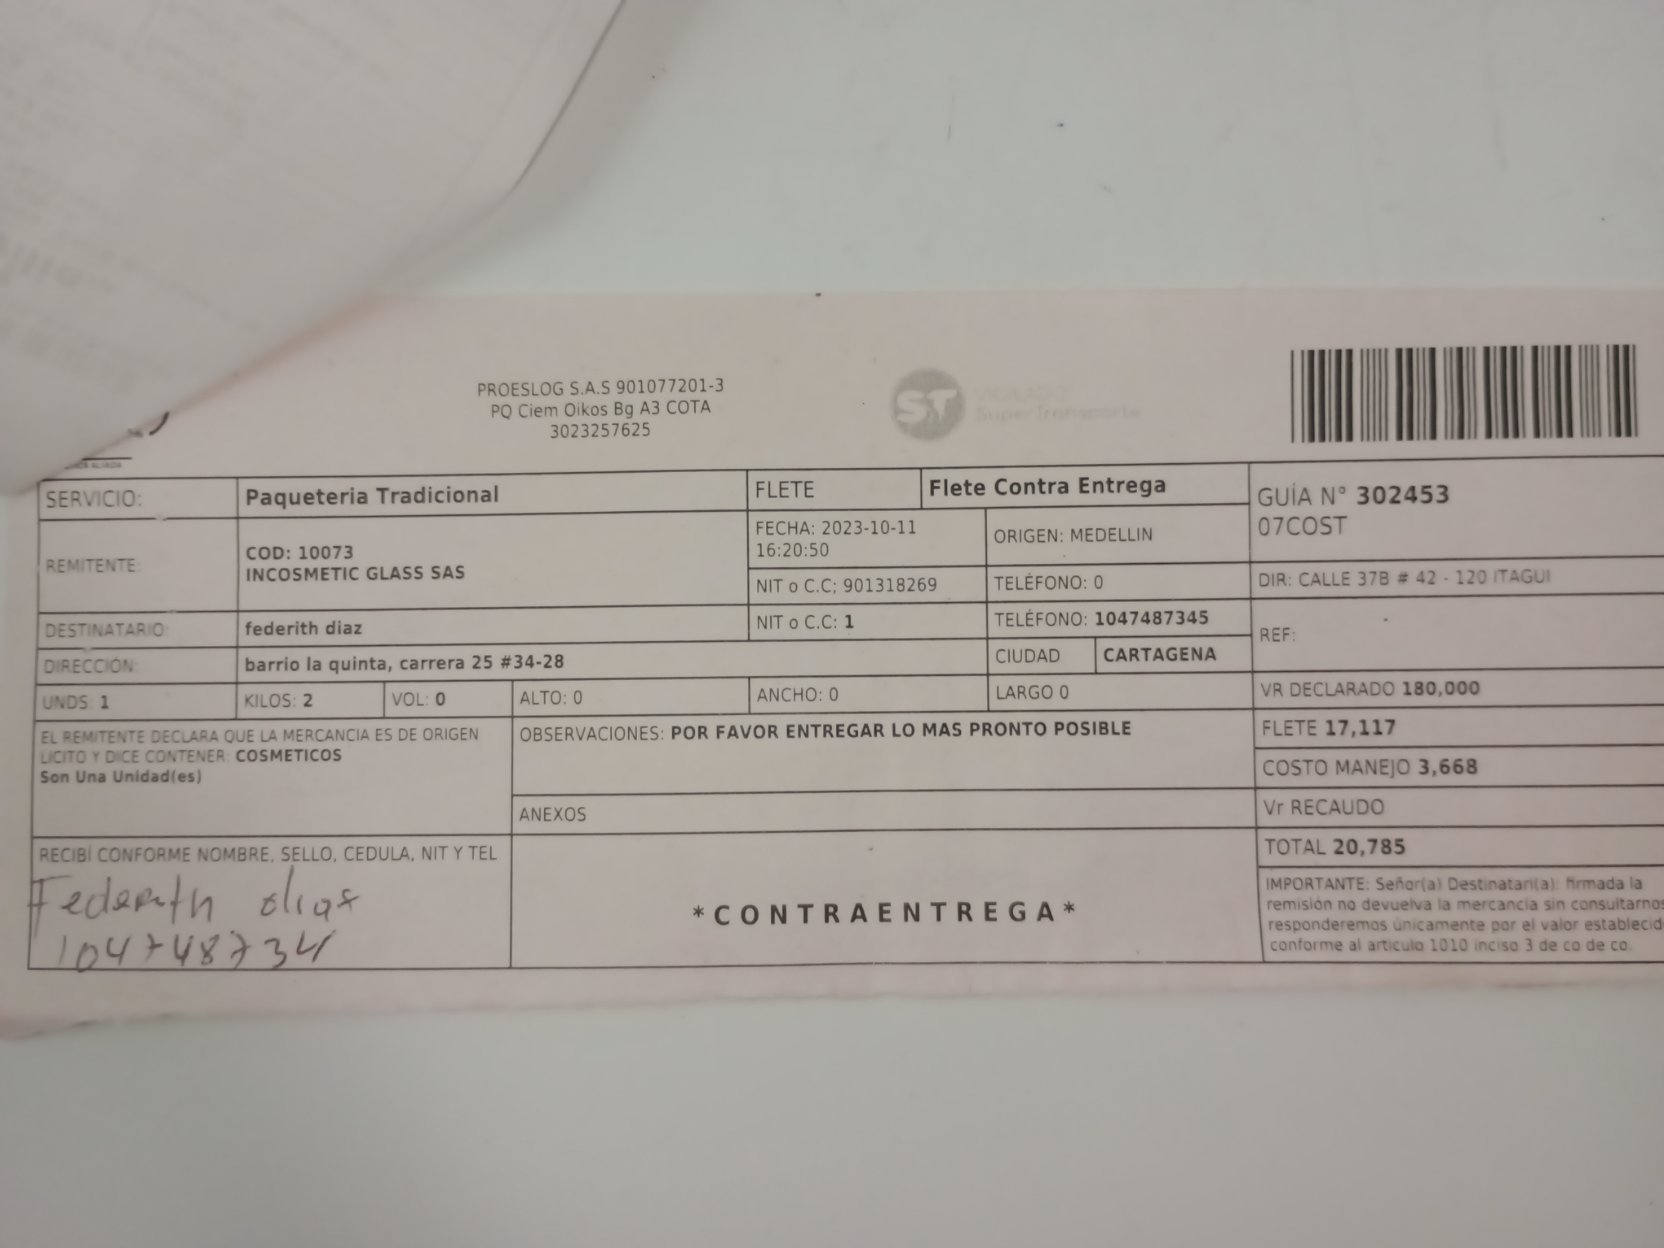 PROESLOG S.A.S 901077201-3
PQ Ciem Oikos Bg A3 COTA
3023257625
ST VIGILADO
SuperTransporte
SERVICIO: Paqueteria Tradicional FLETE Flete Contra Entrega
GUÍA N° 302453
07COST
REMITENTE: COD: 10073
INCOSMETIC GLASS SAS
FECHA: 2023-10-11
16:20:50
ORIGEN: MEDELLIN
NIT o C.C; 901318269 TELÉFONO: 0 DIR: CALLE 37B # 42 - 120 ITAGUI
DESTINATARIO: federith diaz NIT o C.C: 1 TELÉFONO: 1047487345
REF:
DIRECCIÓN: barrio la quinta, carrera 25 #34-28 CIUDAD CARTAGENA
UNDS: 1 KILOS: 2 VOL: 0 ALTO: 0 ANCHO: 0 LARGO 0 VR DECLARADO 180,000
EL REMITENTE DECLARA QUE LA MERCANCIA ES DE ORIGEN
LICITO Y DICE CONTENER: COSMETICOS
Son Una Unidad(es)
OBSERVACIONES: POR FAVOR ENTREGAR LO MAS PRONTO POSIBLE
ANEXOS
FLETE 17,117
COSTO MANEJO 3,668
Vr RECAUDO
TOTAL 20,785
RECIBÍ CONFORME NOMBRE, SELLO, CEDULA, NIT Y TEL
Federith diaz
104748734
*CONTRAENTREGA*
IMPORTANTE: Señor(a) Destinatari(a): firmada la
remisión no devuelva la mercancia sin consultarnos
responderemos únicamente por el valor establecid
conforme al articulo 1010 inciso 3 de co de co.